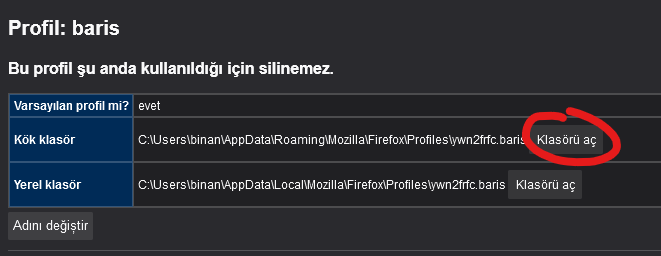 Profil: baris
Bu profil şu anda kullanıldığı için silinemez.
Varsayılan profil mi? evet
Kök klasör C:\Users\binan\AppData\Roaming\Mozilla\Firefox\Profiles\ywn2frfc.baris Klasörü aç
Yerel klasör C:\Users\binan\AppData\Local\Mozilla\Firefox\Profiles\ywn2frfc.baris Klasörü aç
Adını değiştir